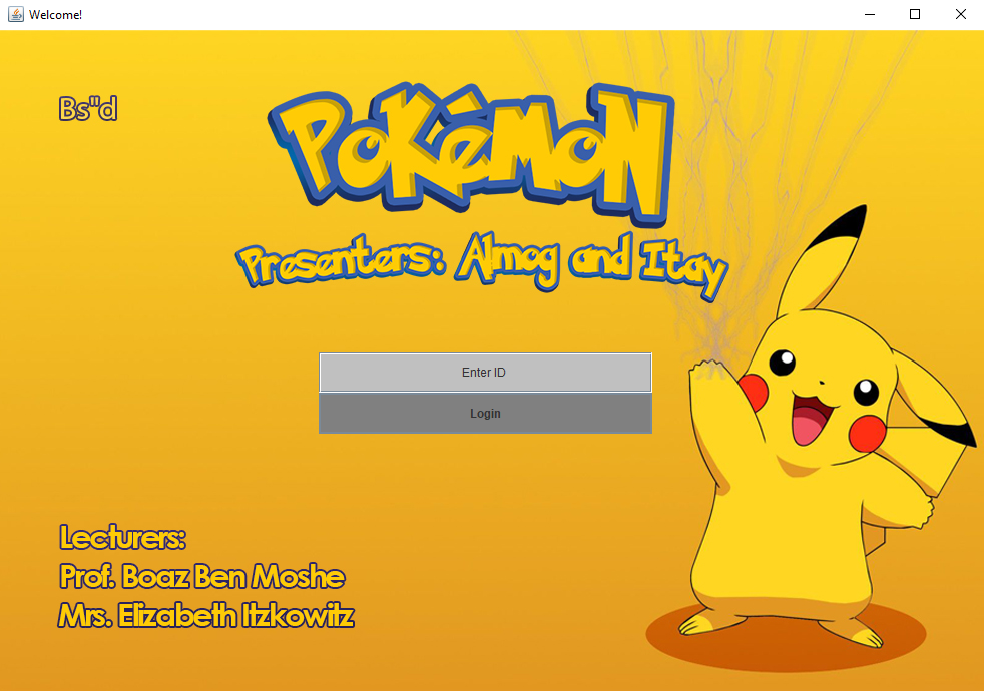 Welcome!
Bs"d
Pokémon
Presenters: Almog and Itay
Enter ID
Login
Lecturers:
Prof. Boaz Ben Moshe
Mrs. Elizabeth Itzkowitz